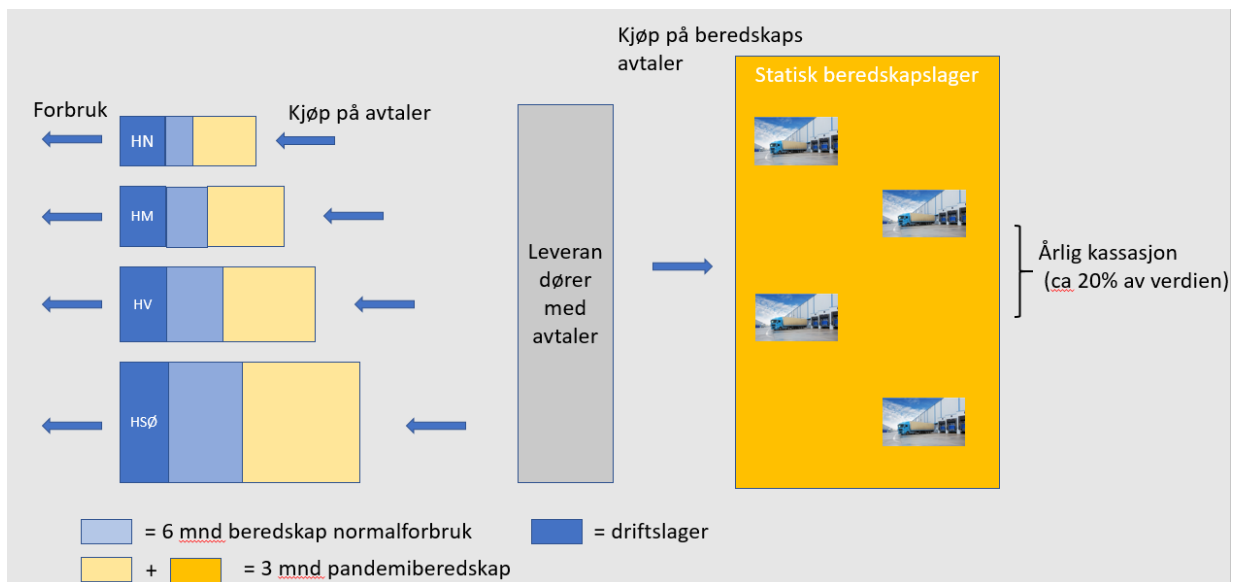 Kjøp på beredskaps
avtaler
Statisk beredskapslager
Forbruk
Kjøp på avtaler
HN
HM
HV
HSØ
Leveran
dører
med
avtaler
Årlig kassasjon
(ca 20% av verdien)
= 6 mnd beredskap normalforbruk
= driftslager
+
= 3 mnd pandemiberedskap